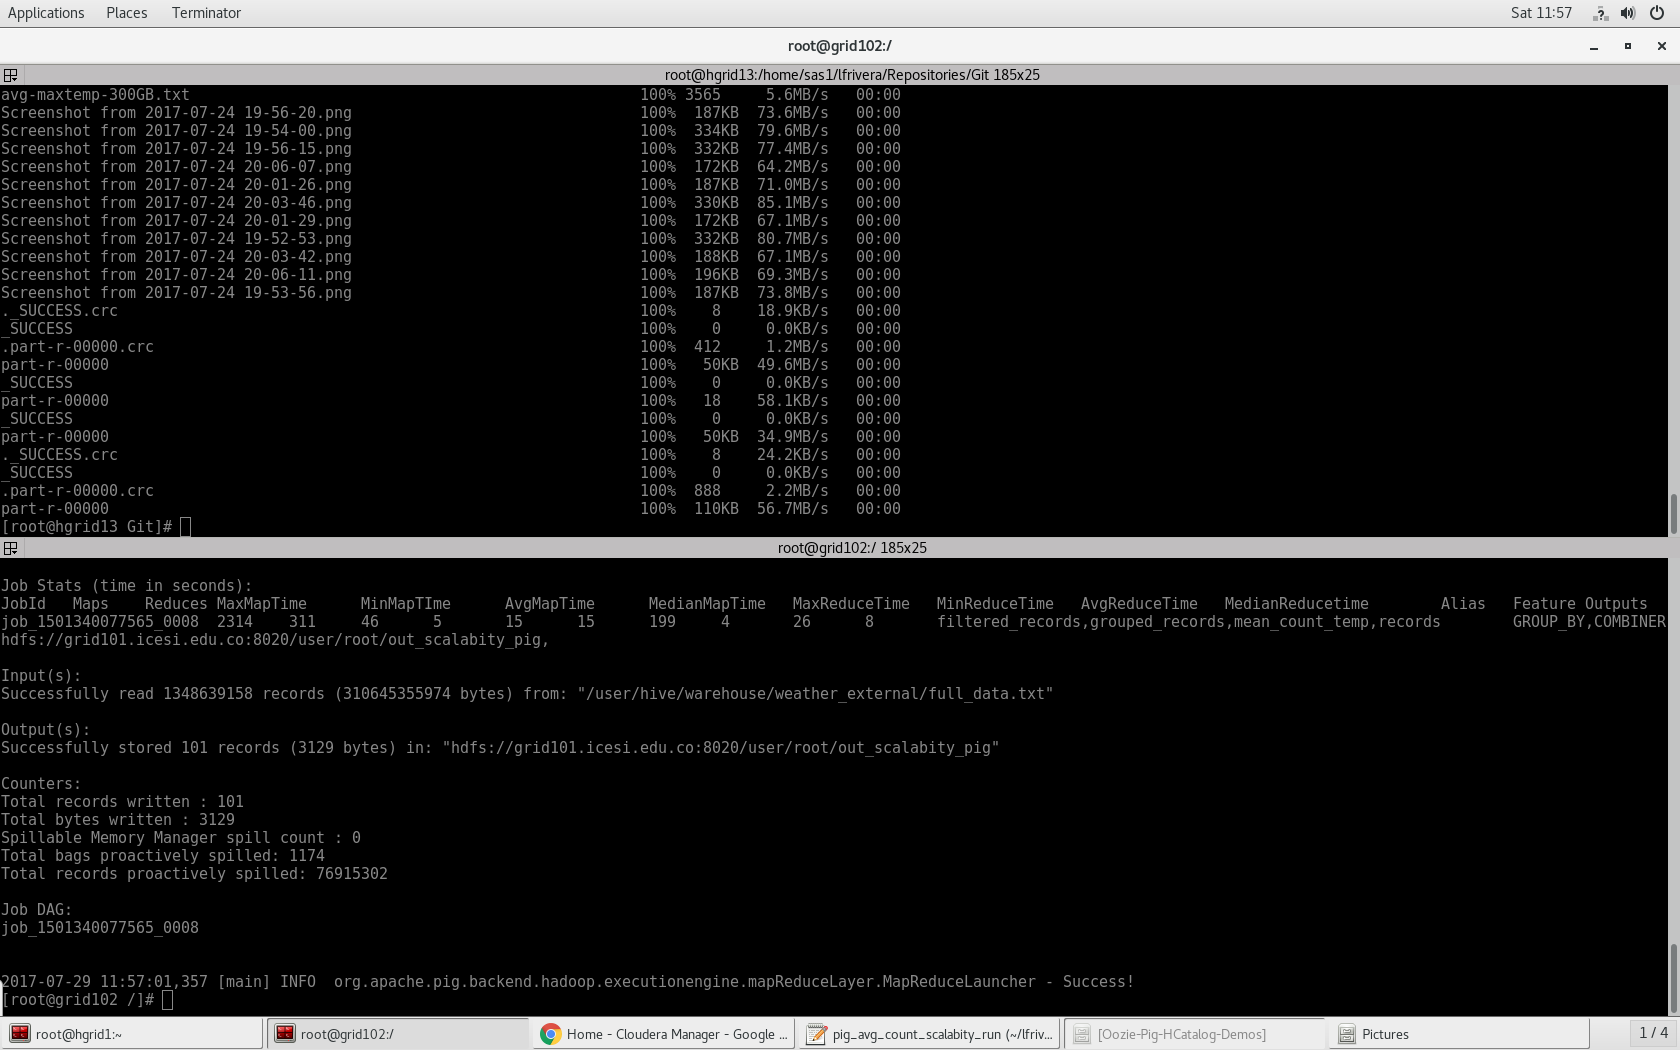 Applications Places Terminator Sat 11:57
root@grid102:/
root@hgrid13:/home/sas1/lfrivera/Repositories/Git 185x25
avg-maxtemp-300GB.txt 100% 3565 5.6MB/s 00:00
Screenshot from 2017-07-24 19-56-20.png 100% 187KB 73.6MB/s 00:00
Screenshot from 2017-07-24 19-54-00.png 100% 334KB 79.6MB/s 00:00
Screenshot from 2017-07-24 19-56-15.png 100% 332KB 77.4MB/s 00:00
Screenshot from 2017-07-24 20-06-07.png 100% 172KB 64.2MB/s 00:00
Screenshot from 2017-07-24 20-01-26.png 100% 187KB 71.0MB/s 00:00
Screenshot from 2017-07-24 20-03-46.png 100% 330KB 85.1MB/s 00:00
Screenshot from 2017-07-24 20-01-29.png 100% 172KB 67.1MB/s 00:00
Screenshot from 2017-07-24 19-52-53.png 100% 332KB 80.7MB/s 00:00
Screenshot from 2017-07-24 20-03-42.png 100% 188KB 67.1MB/s 00:00
Screenshot from 2017-07-24 20-06-11.png 100% 196KB 69.3MB/s 00:00
Screenshot from 2017-07-24 19-53-56.png 100% 187KB 73.8MB/s 00:00
._SUCCESS.crc 100% 8 18.9KB/s 00:00
_SUCCESS 100% 0 0.0KB/s 00:00
.part-r-00000.crc 100% 412 1.2MB/s 00:00
part-r-00000 100% 50KB 49.6MB/s 00:00
_SUCCESS 100% 0 0.0KB/s 00:00
part-r-00000 100% 18 58.1KB/s 00:00
_SUCCESS 100% 0 0.0KB/s 00:00
part-r-00000 100% 50KB 34.9MB/s 00:00
._SUCCESS.crc 100% 8 24.2KB/s 00:00
_SUCCESS 100% 0 0.0KB/s 00:00
.part-r-00000.crc 100% 888 2.2MB/s 00:00
part-r-00000 100% 110KB 56.7MB/s 00:00
[root@hgrid13 Git]#
root@grid102:/ 185x25
Job Stats (time in seconds):
JobId Maps Reduces MaxMapTime MinMapTIme AvgMapTime MedianMapTime MaxReduceTime MinReduceTime AvgReduceTime MedianReducetime Alias Feature Outputs
job_1501340077565_0008 2314 311 46 5 15 15 199 4 26 8 filtered_records,grouped_records,mean_count_temp,records GROUP_BY,COMBINER
hdfs://grid101.icesi.edu.co:8020/user/root/out_scalabity_pig,
Input(s):
Successfully read 1348639158 records (310645355974 bytes) from: "/user/hive/warehouse/weather_external/full_data.txt"
Output(s):
Successfully stored 101 records (3129 bytes) in: "hdfs://grid101.icesi.edu.co:8020/user/root/out_scalabity_pig"
Counters:
Total records written : 101
Total bytes written : 3129
Spillable Memory Manager spill count : 0
Total bags proactively spilled: 1174
Total records proactively spilled: 76915302
Job DAG:
job_1501340077565_0008
2017-07-29 11:57:01,357 [main] INFO org.apache.pig.backend.hadoop.executionengine.mapReduceLayer.MapReduceLauncher - Success!
[root@grid102 /]#
root@hgrid1:~ root@grid102:/ Home - Cloudera Manager - Google ... pig_avg_count_scalabity_run (~/lfriv... [Oozie-Pig-HCatalog-Demos] Pictures 1 / 4